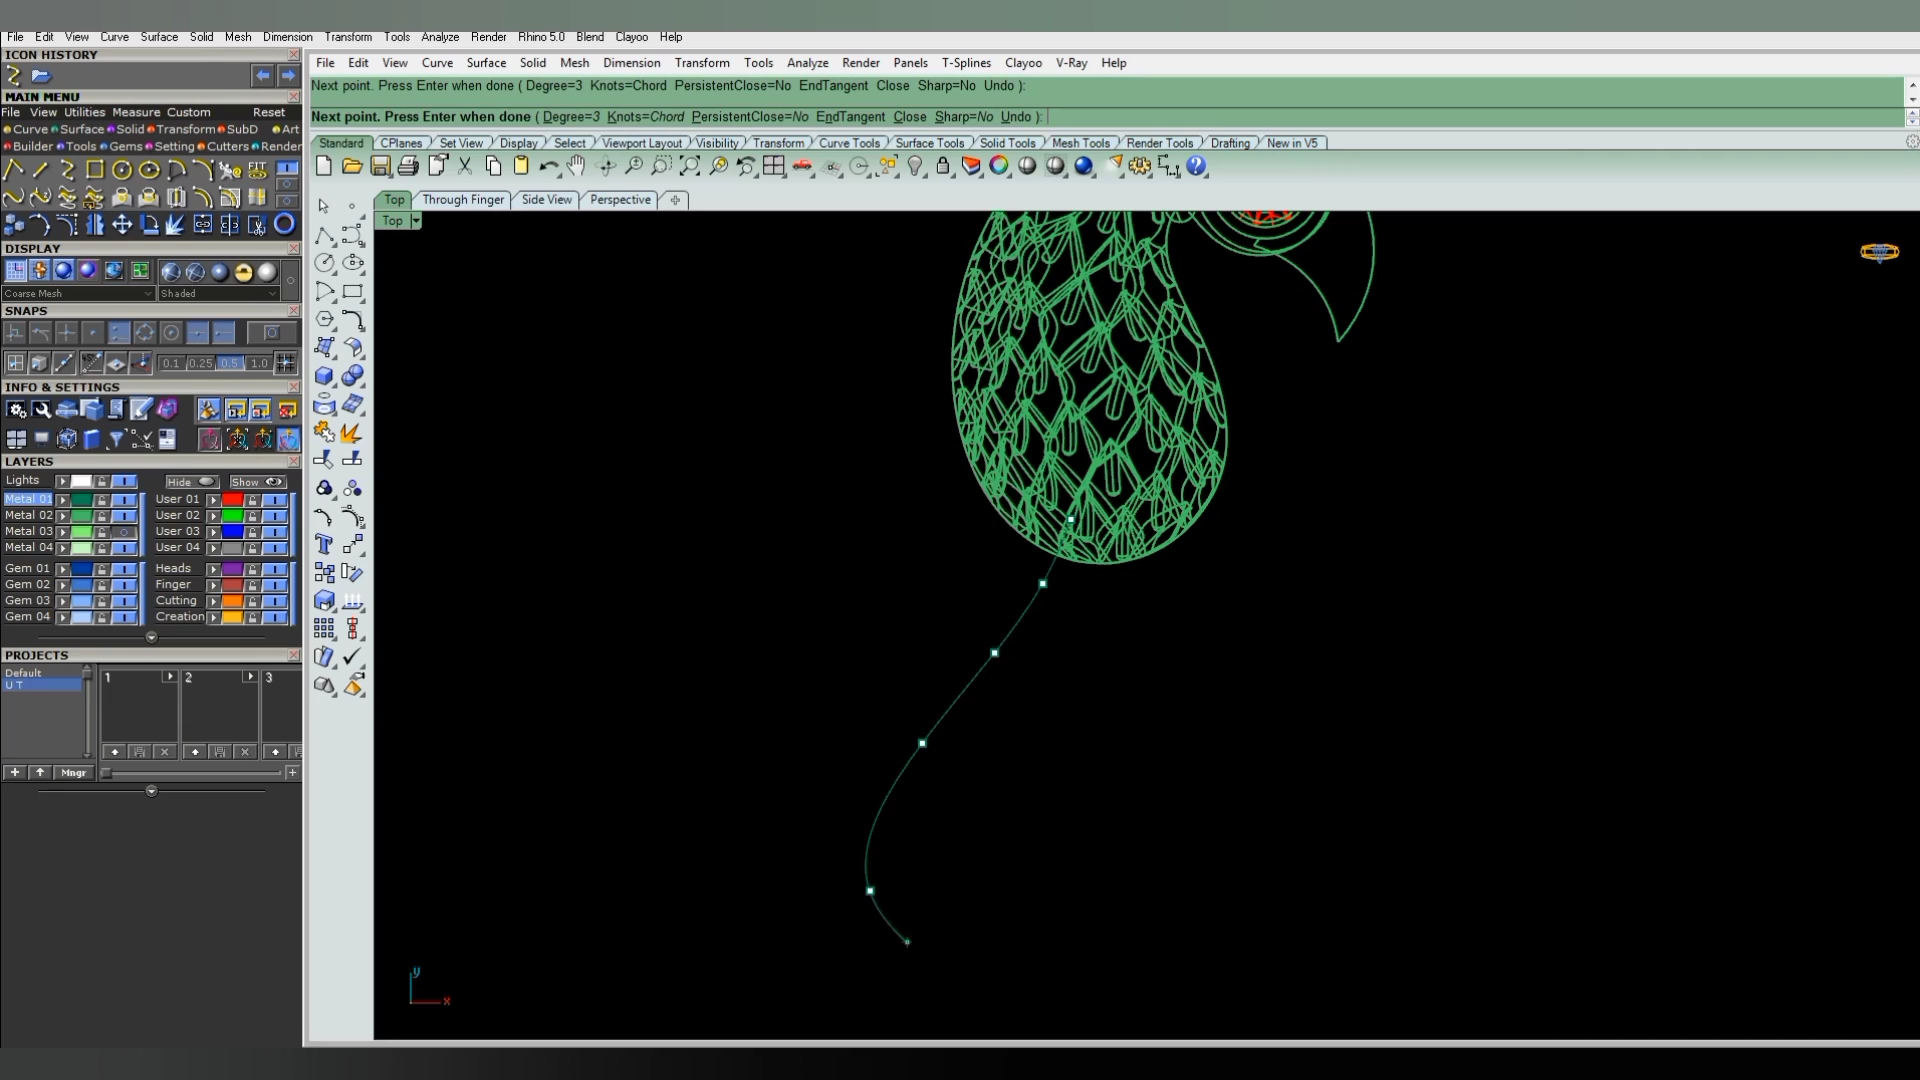 File Edit View Curve Surface Solid Mesh Dimension Transform Tools Analyze Render Rhino 5.0 Blend Clayoo Help
ICON HISTORY
MAIN MENU
File View Utilities Measure Custom Reset
Curve Surface Solid Transform SubD Art
Builder Tools Gems Setting Cutters Render
FIT
DISPLAY
Coarse Mesh Shaded
SNAPS
0.1 0.25 0.5 1.0
INFO & SETTINGS
LAYERS
Lights Hide Show
Metal 01 User 01
Metal 02 User 02
Metal 03 User 03
Metal 04 User 04
Gem 01 Heads
Gem 02 Finger
Gem 03 Cutting
Gem 04 Creation
PROJECTS
Default
U T
1 2 3
Mngr
File Edit View Curve Surface Solid Mesh Dimension Transform Tools Analyze Render Panels T-Splines Clayoo V-Ray Help
Next point. Press Enter when done ( Degree=3 Knots=Chord PersistentClose=No EndTangent Close Sharp=No Undo ):
Next point. Press Enter when done ( Degree=3 Knots=Chord PersistentClose=No EndTangent Close Sharp=No Undo ):
Standard CPlanes Set View Display Select Viewport Layout Visibility Transform Curve Tools Surface Tools Solid Tools Mesh Tools Render Tools Drafting New in V5
Top Through Finger Side View Perspective
Top
y
x